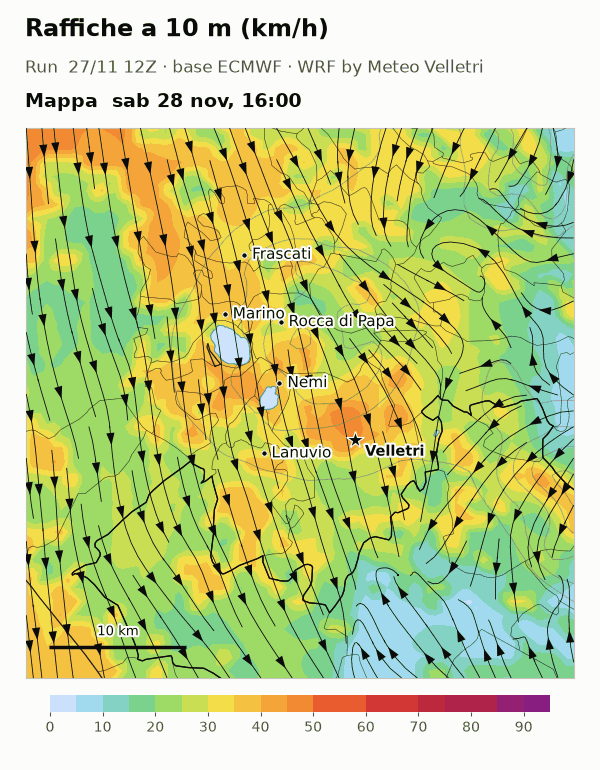 Raffiche a 10 m (km/h)
Run 27/11 12Z · base ECMWF · WRF by Meteo Velletri
Mappa sab 28 nov, 16:00
Frascati
Marino
Rocca di Papa
Nemi
Velletri
Lanuvio
10 km
0 10 20 30 40 50 60 70 80 90